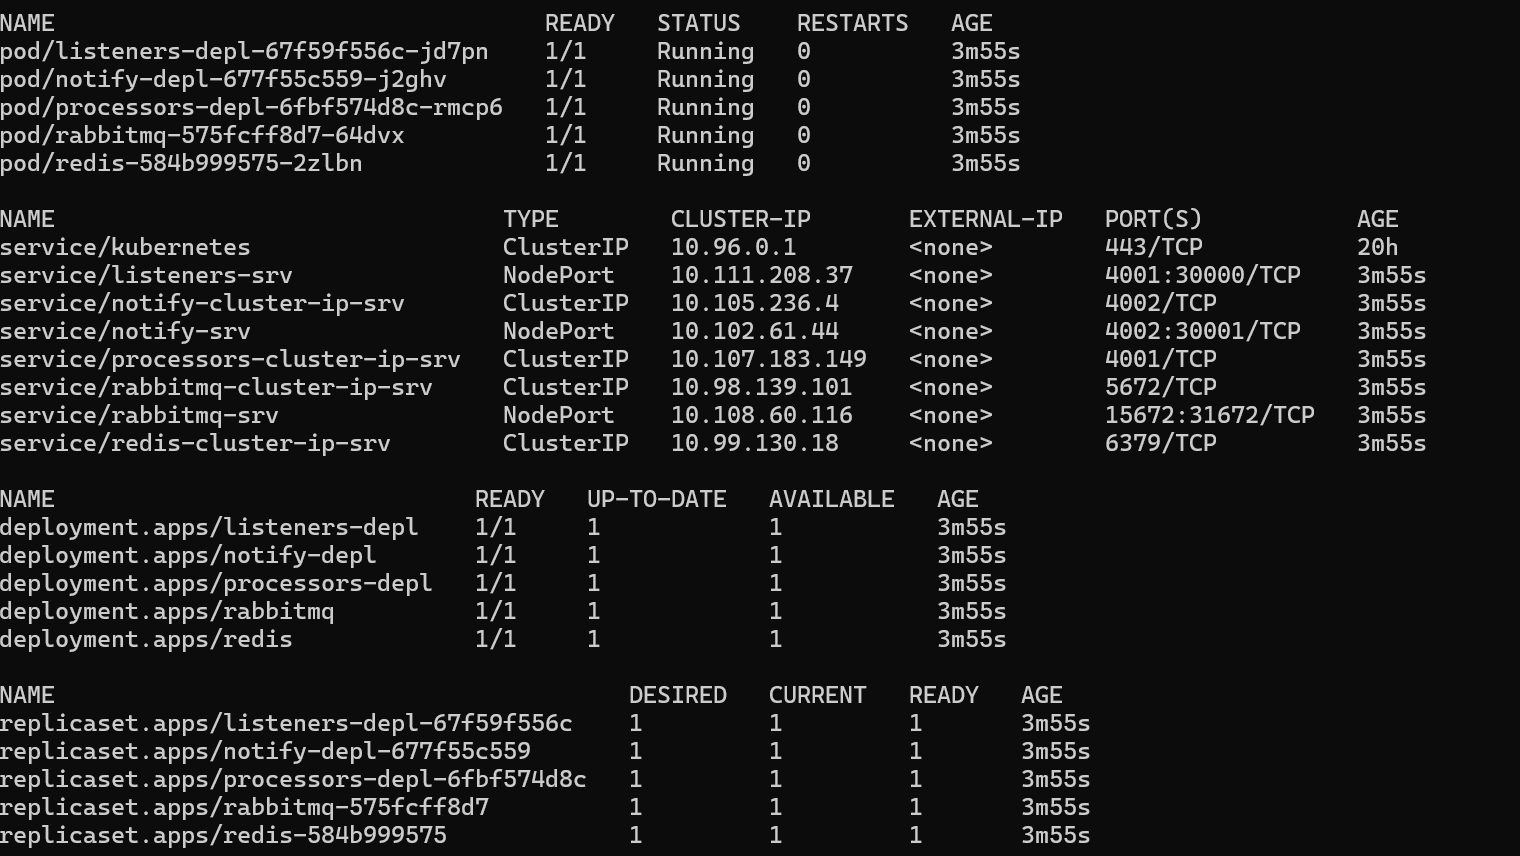 NAME                                   READY   STATUS    RESTARTS   AGE
pod/listeners-depl-67f59f556c-jd7pn    1/1     Running   0          3m55s
pod/notify-depl-677f55c559-j2ghv       1/1     Running   0          3m55s
pod/processors-depl-6fbf574d8c-rmcp6   1/1     Running   0          3m55s
pod/rabbitmq-575fcff8d7-64dvx          1/1     Running   0          3m55s
pod/redis-584b999575-2zlbn             1/1     Running   0          3m55s

NAME                                TYPE        CLUSTER-IP       EXTERNAL-IP   PORT(S)           AGE
service/kubernetes                  ClusterIP   10.96.0.1        <none>        443/TCP           20h
service/listeners-srv               NodePort    10.111.208.37    <none>        4001:30000/TCP    3m55s
service/notify-cluster-ip-srv       ClusterIP   10.105.236.4     <none>        4002/TCP          3m55s
service/notify-srv                  NodePort    10.102.61.44     <none>        4002:30001/TCP    3m55s
service/processors-cluster-ip-srv   ClusterIP   10.107.183.149   <none>        4001/TCP          3m55s
service/rabbitmq-cluster-ip-srv     ClusterIP   10.98.139.101    <none>        5672/TCP          3m55s
service/rabbitmq-srv                NodePort    10.108.60.116    <none>        15672:31672/TCP   3m55s
service/redis-cluster-ip-srv        ClusterIP   10.99.130.18     <none>        6379/TCP          3m55s

NAME                              READY   UP-TO-DATE   AVAILABLE   AGE
deployment.apps/listeners-depl    1/1     1            1           3m55s
deployment.apps/notify-depl       1/1     1            1           3m55s
deployment.apps/processors-depl   1/1     1            1           3m55s
deployment.apps/rabbitmq          1/1     1            1           3m55s
deployment.apps/redis             1/1     1            1           3m55s

NAME                                         DESIRED   CURRENT   READY   AGE
replicaset.apps/listeners-depl-67f59f556c    1         1         1       3m55s
replicaset.apps/notify-depl-677f55c559       1         1         1       3m55s
replicaset.apps/processors-depl-6fbf574d8c   1         1         1       3m55s
replicaset.apps/rabbitmq-575fcff8d7          1         1         1       3m55s
replicaset.apps/redis-584b999575             1         1         1       3m55s